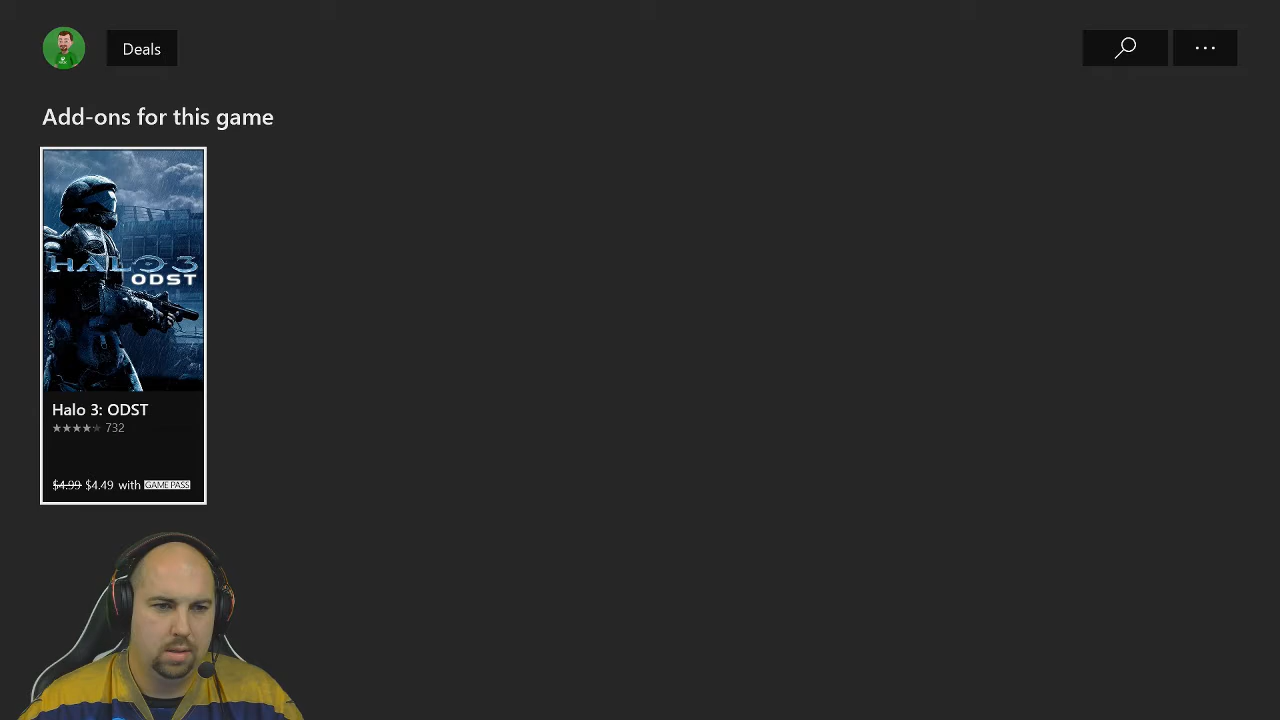 Deals
Add-ons for this game
HALO 3
ODST
Halo 3: ODST
732
$4.99 $4.49 with GAME PASS